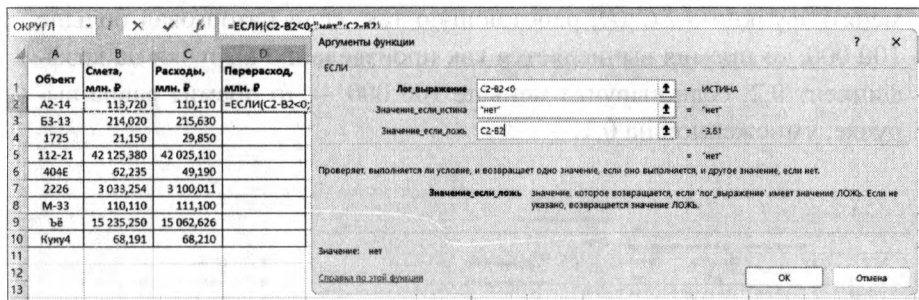 ОКРУГЛ fx =ЕСЛИ(C2-B2<0;"нет";C2-B2)
A B C D
Объект Смета, млн. ₽ Расходы, млн. ₽ Перерасход, млн. ₽
2 А2-14 113,720 110,110 =ЕСЛИ(C2-B2<0;
3 Б3-13 214,020 215,630
4 1725 21,150 29,850
5 112-21 42 125,380 42 025,110
6 404Е 62,235 49,190
7 2226 3 033,254 3 100,011
8 М-33 110,110 111,100
9 Ъё 15 235,250 15 062,626
10 Куку4 68,191 68,210
11
12
13
Аргументы функции ? ×
ЕСЛИ
Лог_выражение C2-B2<0 = ИСТИНА
Значение_если_истина "нет" = "нет"
Значение_если_ложь C2-B2 = -3,61
= "нет"
Проверяет, выполняется ли условие, и возвращает одно значение, если оно выполняется, и другое значение, если нет.
Значение_если_ложь значение, которое возвращается, если 'лог_выражение' имеет значение ЛОЖЬ. Если не
указано, возвращается значение ЛОЖЬ.
Значение: нет
Справка по этой функции
ОК Отмена